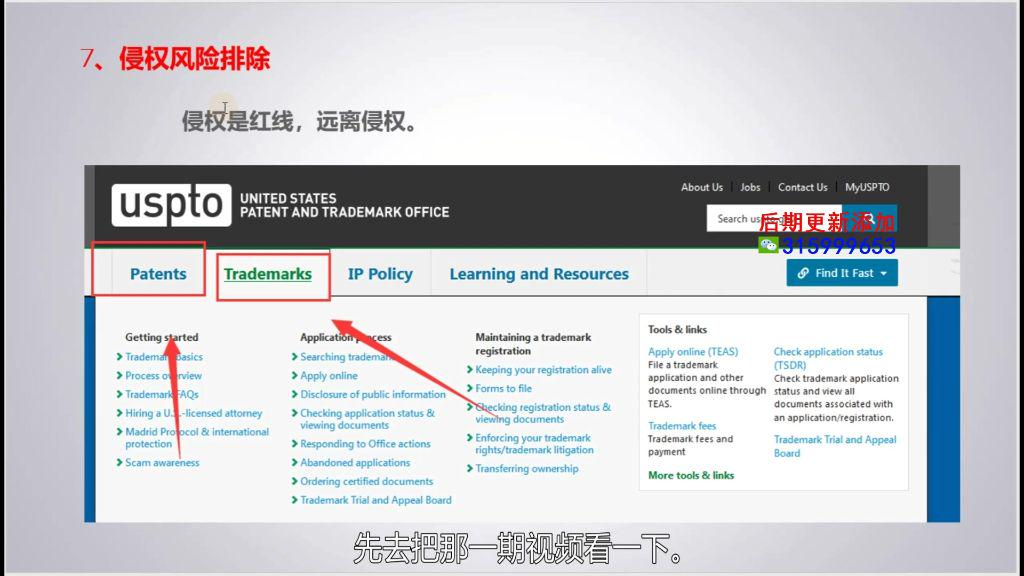 7、侵权风险排除
侵权是红线，远离侵权。
uspto UNITED STATES
PATENT AND TRADEMARK OFFICE
About Us Jobs Contact Us MyUSPTO
后期更新添加
315999653
Patents Trademarks IP Policy Learning and Resources Find It Fast
Getting started
Trademark basics
Process overview
Trademark FAQs
Hiring a U.S.-licensed attorney
Madrid Protocol & international
protection
Scam awareness
Application process
Searching trademarks
Apply online
Disclosure of public information
Checking application status &
viewing documents
Responding to Office actions
Abandoned applications
Ordering certified documents
Trademark Trial and Appeal Board
Maintaining a trademark
registration
Keeping your registration alive
Forms to file
Checking registration status &
viewing documents
Enforcing your trademark
rights/trademark litigation
Transferring ownership
Tools & links
Apply online (TEAS)
File a trademark
application and other
documents online through
TEAS.
Trademark fees
Trademark fees and
payment
More tools & links
Check application status
(TSDR)
Check trademark application
status and view all
documents associated with
an application/registration.
Trademark Trial and Appeal
Board
先去把那一期视频看一下。